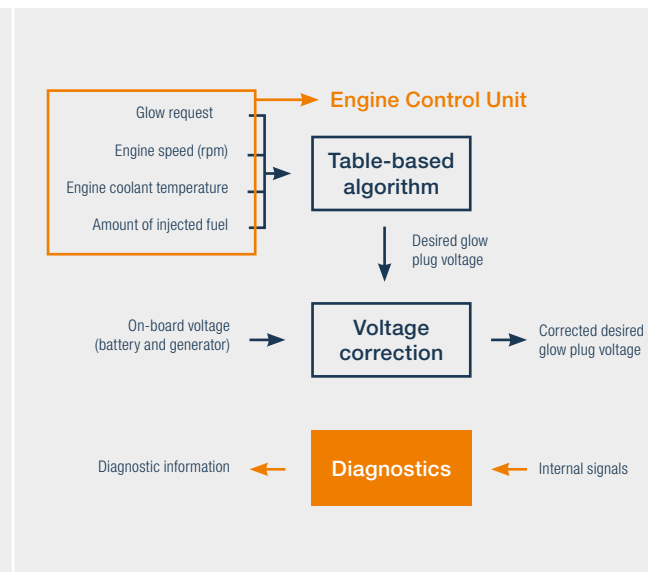 Engine Control Unit
Glow request
Engine speed (rpm)
Engine coolant temperature
Amount of injected fuel
Table-based
algorithm
Desired glow
plug voltage
On-board voltage
(battery and generator)
Voltage
correction
Corrected desired
glow plug voltage
Diagnostic information
Diagnostics
Internal signals